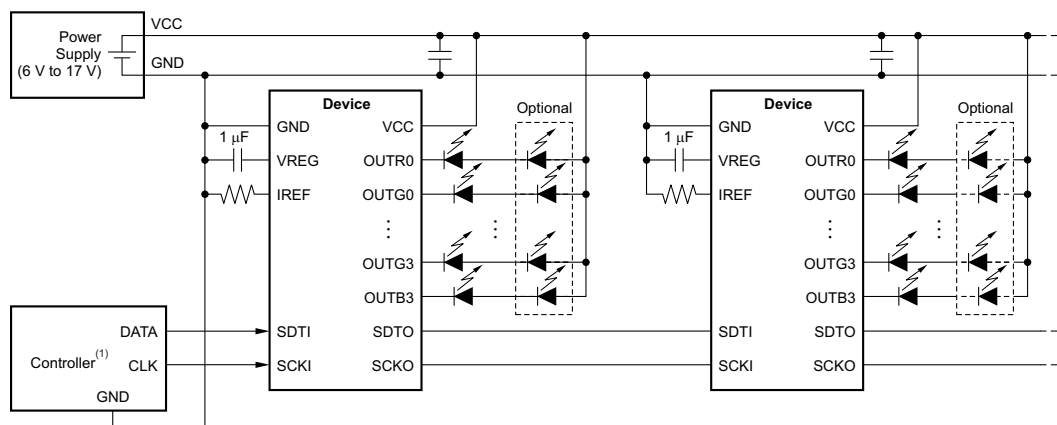 VCC
Power
Supply
(6 V to 17 V)
GND
Device
GND
1 μF
VREG
IREF
SDTI
SCKI
VCC
OUTR0
OUTG0
⋮
OUTG3
OUTB3
SDTO
SCKO
Optional
⋮
Device
GND
1 μF
VREG
IREF
SDTI
SCKI
VCC
OUTR0
OUTG0
⋮
OUTG3
OUTB3
SDTO
SCKO
Optional
⋮
DATA
Controller(1)
CLK
GND